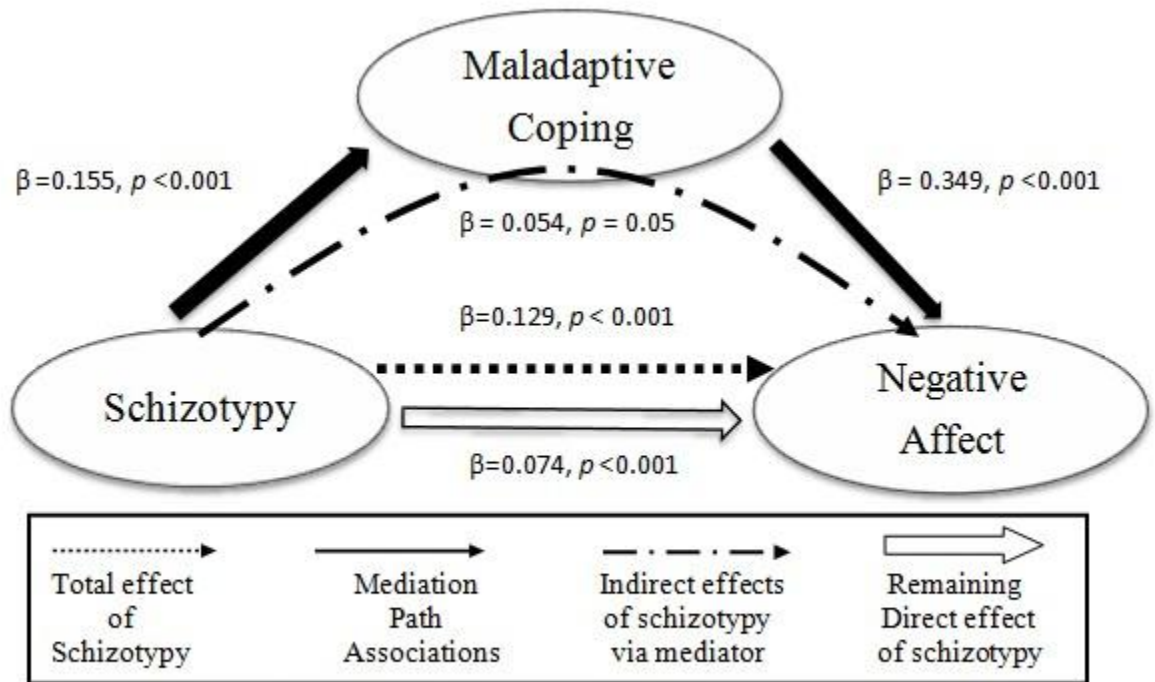 Maladaptive
Coping
β =0.155, p <0.001
β = 0.349, p <0.001
β = 0.054, p = 0.05
β=0.129, p < 0.001
Schizotypy
Negative
Affect
β=0.074, p <0.001
Total effect
of
Schizotypy
Mediation
Path
Associations
Indirect effects
of schizotypy
via mediator
Remaining
Direct effect
of schizotypy